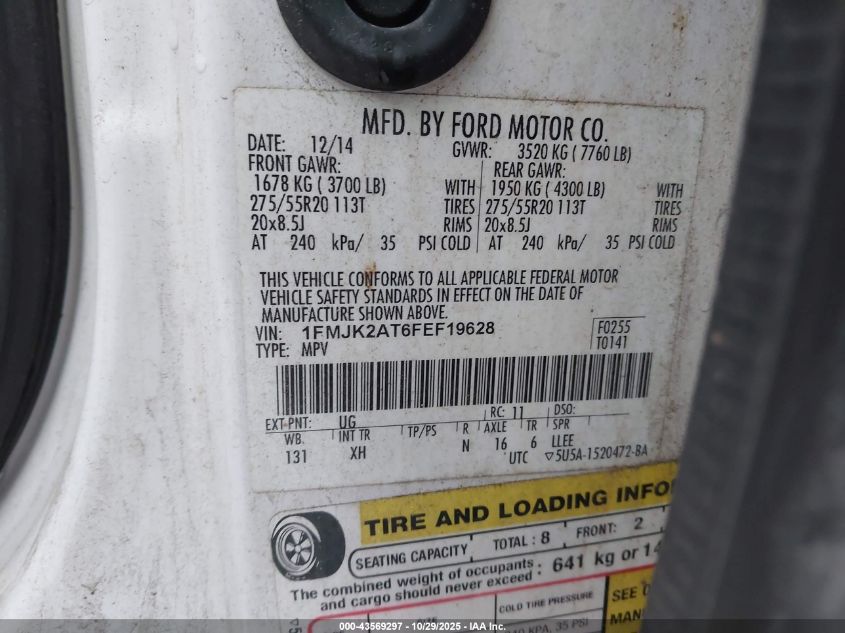 MFD. BY FORD MOTOR CO.
DATE: 12/14 GVWR: 3520 KG ( 7760 LB)
FRONT GAWR: REAR GAWR:
1678 KG ( 3700 LB) WITH 1950 KG ( 4300 LB) WITH
275/55R20 113T TIRES 275/55R20 113T TIRES
20x8.5J RIMS 20x8.5J RIMS
AT 240 kPa/ 35 PSI COLD AT 240 kPa/ 35 PSI COLD
THIS VEHICLE CONFORMS TO ALL APPLICABLE FEDERAL MOTOR
VEHICLE SAFETY STANDARDS IN EFFECT ON THE DATE OF
MANUFACTURE SHOWN ABOVE.
VIN: 1FMJK2AT6FEF19628 F0255
TYPE: MPV T0141
EXT PNT: UG RC: 11 DSO:
WB INT TR TP/PS R AXLE TR SPR
131 XH N 16 6 LLEE
UTC ▽5U5A-1520472-BA
TIRE AND LOADING INFO
SEATING CAPACITY TOTAL : 8 FRONT: 2
The combined weight of occupants
and cargo should never exceed : 641 kg or 14
COLD TIRE PRESSURE SEE
35 PSI MAN
000-43569297 - 10/29/2025 - www.iaai.com